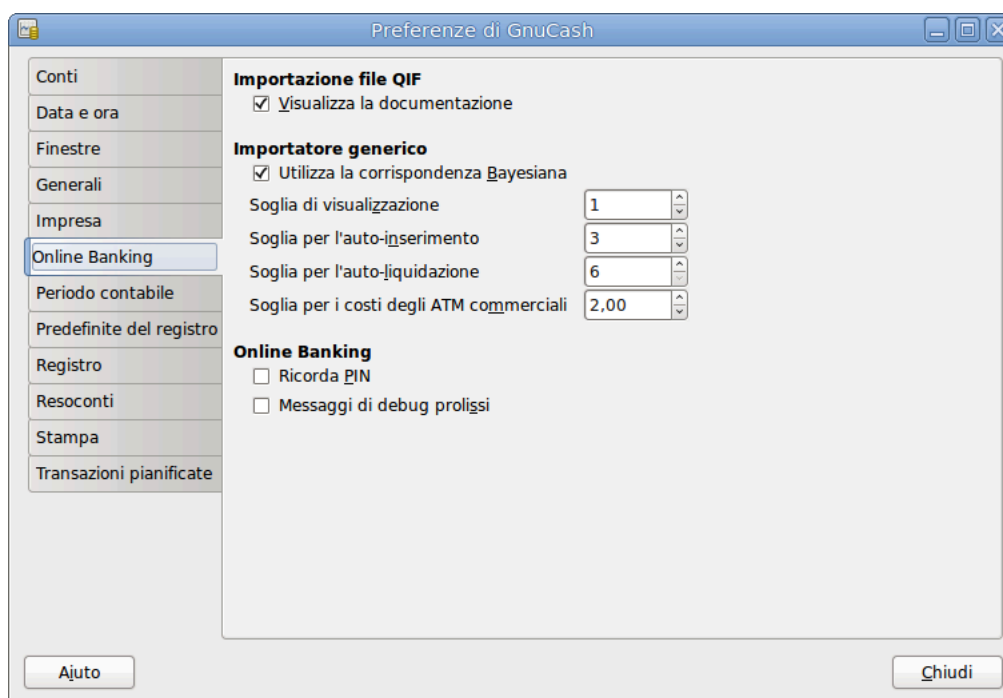 Preferenze di GnuCash
Conti
Data e ora
Finestre
Generali
Impresa
Online Banking
Periodo contabile
Predefinite del registro
Registro
Resoconti
Stampa
Transazioni pianificate
Importazione file QIF
Visualizza la documentazione
Importatore generico
Utilizza la corrispondenza Bayesiana
Soglia di visualizzazione 1
Soglia per l'auto-inserimento 3
Soglia per l'auto-liquidazione 6
Soglia per i costi degli ATM commerciali 2,00
Online Banking
Ricorda PIN
Messaggi di debug prolissi
Aiuto
Chiudi